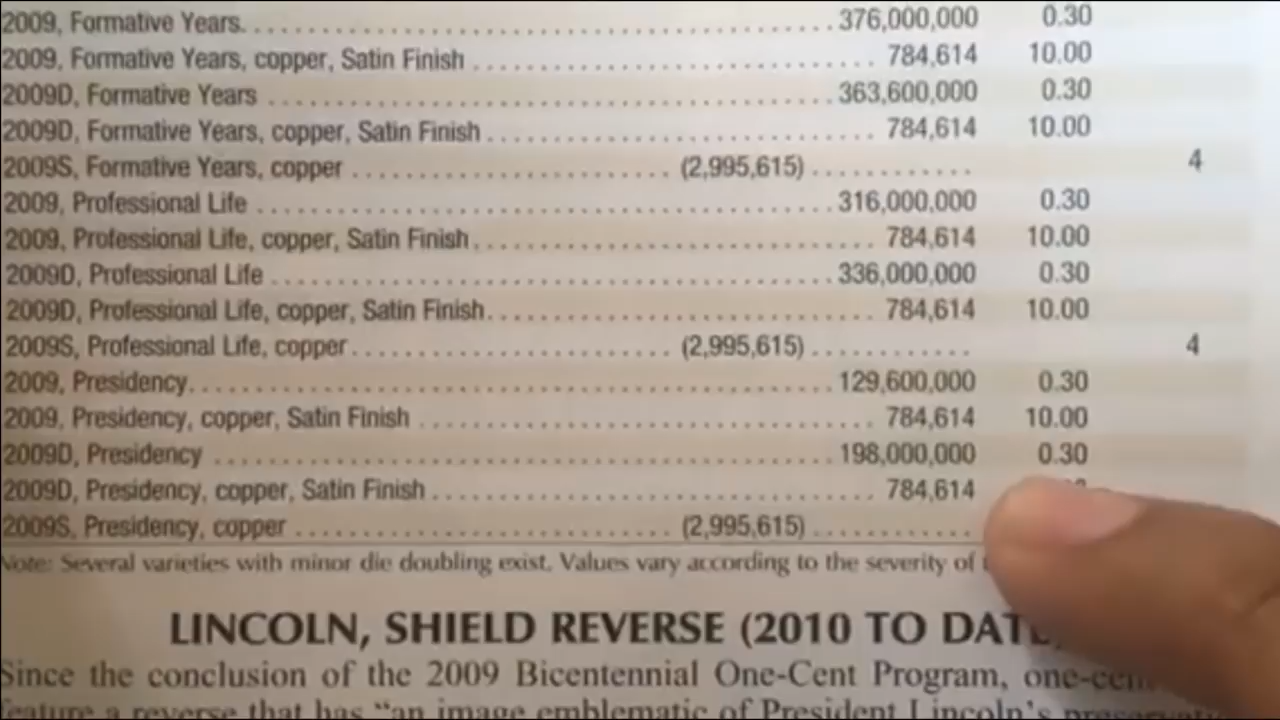 2009, Formative Years. . . . . . . . . . . . . . . . . . . . . . . . . . . . . . . . . . . . . . . . . . 376,000,000 0.30
2009, Formative Years, copper, Satin Finish . . . . . . . . . . . . . . . . . . . . . . . . . . . . 784,614 10.00
2009D, Formative Years . . . . . . . . . . . . . . . . . . . . . . . . . . . . . . . . . . . . . . . . 363,600,000 0.30
2009D, Formative Years, copper, Satin Finish . . . . . . . . . . . . . . . . . . . . . . . . . . . 784,614 10.00
2009S, Formative Years, copper . . . . . . . . . . . . . . . . . . . . . . (2,995,615) . . . . . . . . . . . . 4
2009, Professional Life . . . . . . . . . . . . . . . . . . . . . . . . . . . . . . . . . . . . . . . . 316,000,000 0.30
2009, Professional Life, copper, Satin Finish . . . . . . . . . . . . . . . . . . . . . . . . . . . 784,614 10.00
2009D, Professional Life . . . . . . . . . . . . . . . . . . . . . . . . . . . . . . . . . . . . . . . 336,000,000 0.30
2009D, Professional Life, copper, Satin Finish. . . . . . . . . . . . . . . . . . . . . . . . . . . 784,614 10.00
2009S, Professional Life, copper . . . . . . . . . . . . . . . . . . . . . . (2,995,615) . . . . . . . . . . . . 4
2009, Presidency. . . . . . . . . . . . . . . . . . . . . . . . . . . . . . . . . . . . . . . . . . . . 129,600,000 0.30
2009, Presidency, copper, Satin Finish . . . . . . . . . . . . . . . . . . . . . . . . . . . . . . . 784,614 10.00
2009D, Presidency . . . . . . . . . . . . . . . . . . . . . . . . . . . . . . . . . . . . . . . . . . . 198,000,000 0.30
2009D, Presidency, copper, Satin Finish . . . . . . . . . . . . . . . . . . . . . . . . . . . . . . 784,614
2009S, Presidency, copper . . . . . . . . . . . . . . . . . . . . . . . . . . (2,995,615) . . . . . . . . . . . .
Note: Several varieties with minor die doubling exist. Values vary according to the severity of
LINCOLN, SHIELD REVERSE (2010 TO DATE
Since the conclusion of the 2009 Bicentennial One-Cent Program, one-cent
feature a reverse that has “an image emblematic of President Lincoln's